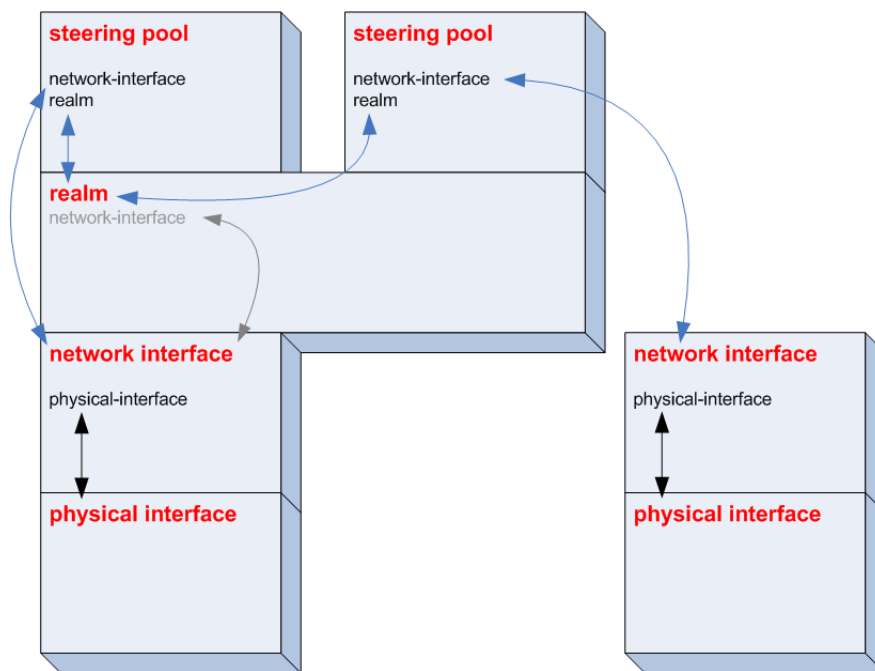 steering pool
network-interface
realm
steering pool
network-interface
realm
realm
network-interface
network interface
physical-interface
physical interface
network interface
physical-interface
physical interface